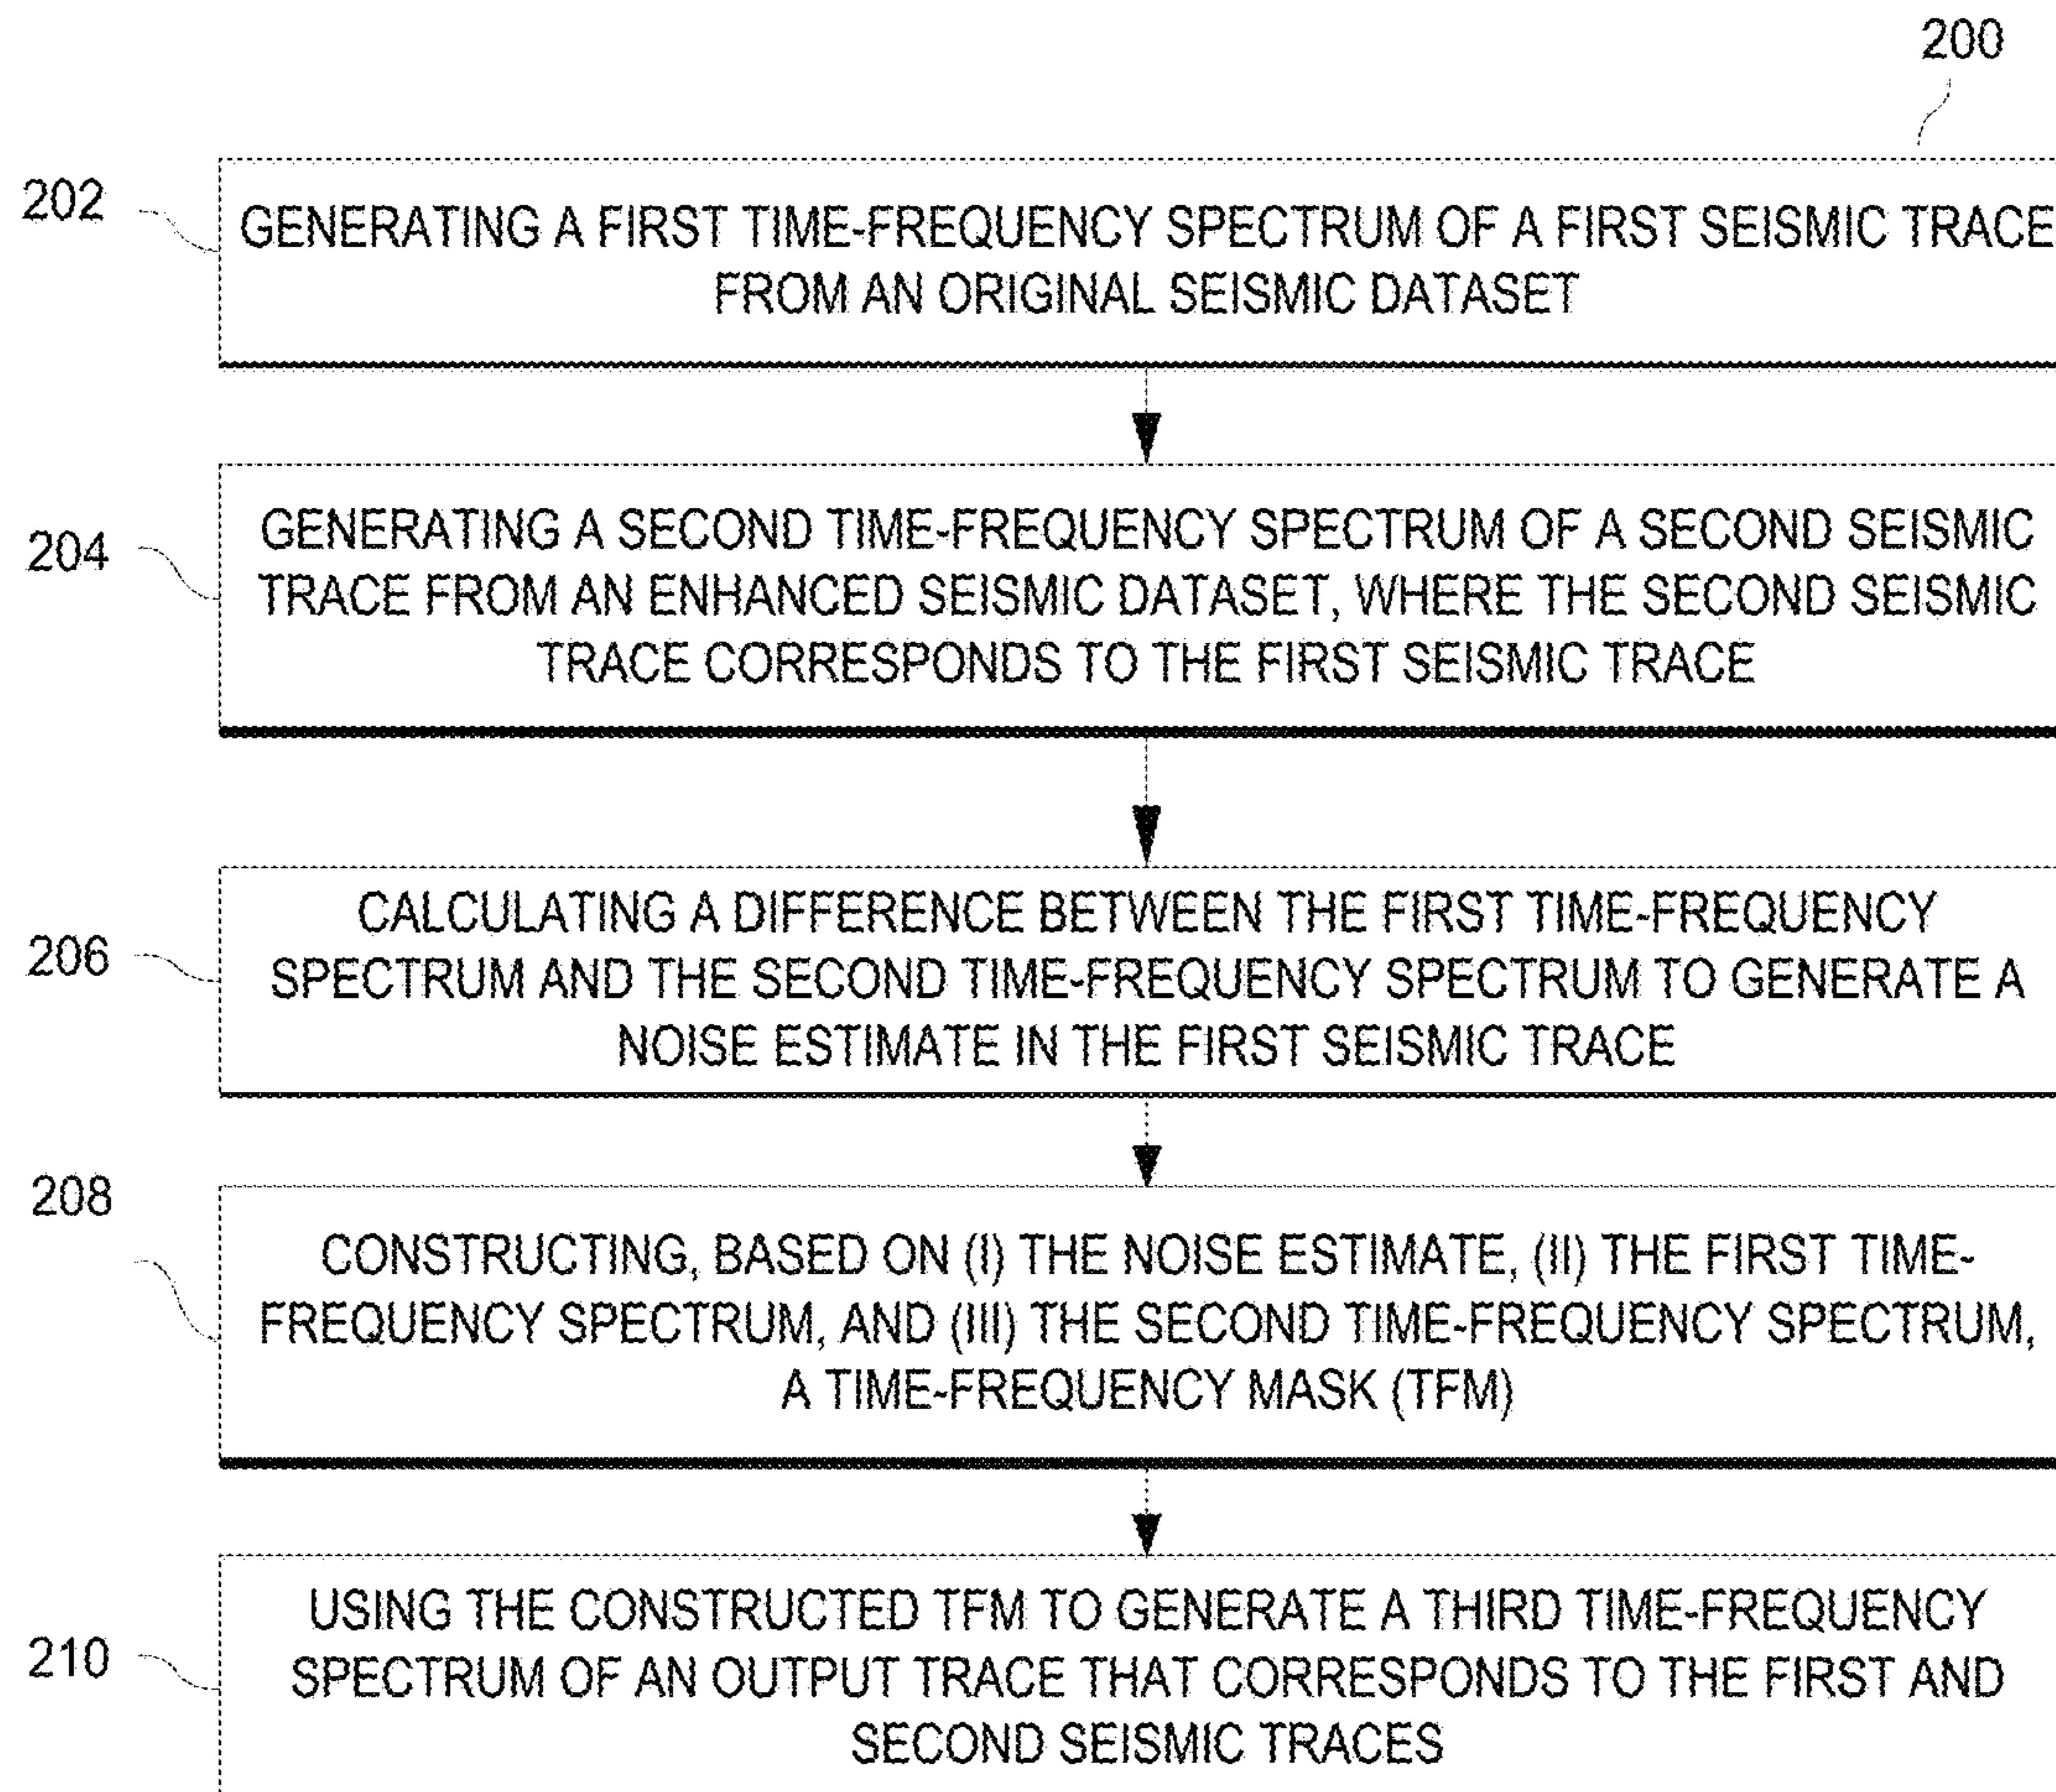 200
202
GENERATING A FIRST TIME-FREQUENCY SPECTRUM OF A FIRST SEISMIC TRACE
FROM AN ORIGINAL SEISMIC DATASET
204
GENERATING A SECOND TIME-FREQUENCY SPECTRUM OF A SECOND SEISMIC
TRACE FROM AN ENHANCED SEISMIC DATASET, WHERE THE SECOND SEISMIC
TRACE CORRESPONDS TO THE FIRST SEISMIC TRACE
206
CALCULATING A DIFFERENCE BETWEEN THE FIRST TIME-FREQUENCY
SPECTRUM AND THE SECOND TIME-FREQUENCY SPECTRUM TO GENERATE A
NOISE ESTIMATE IN THE FIRST SEISMIC TRACE
208
CONSTRUCTING, BASED ON (I) THE NOISE ESTIMATE, (II) THE FIRST TIME-
FREQUENCY SPECTRUM, AND (III) THE SECOND TIME-FREQUENCY SPECTRUM,
A TIME-FREQUENCY MASK (TFM)
210
USING THE CONSTRUCTED TFM TO GENERATE A THIRD TIME-FREQUENCY
SPECTRUM OF AN OUTPUT TRACE THAT CORRESPONDS TO THE FIRST AND
SECOND SEISMIC TRACES